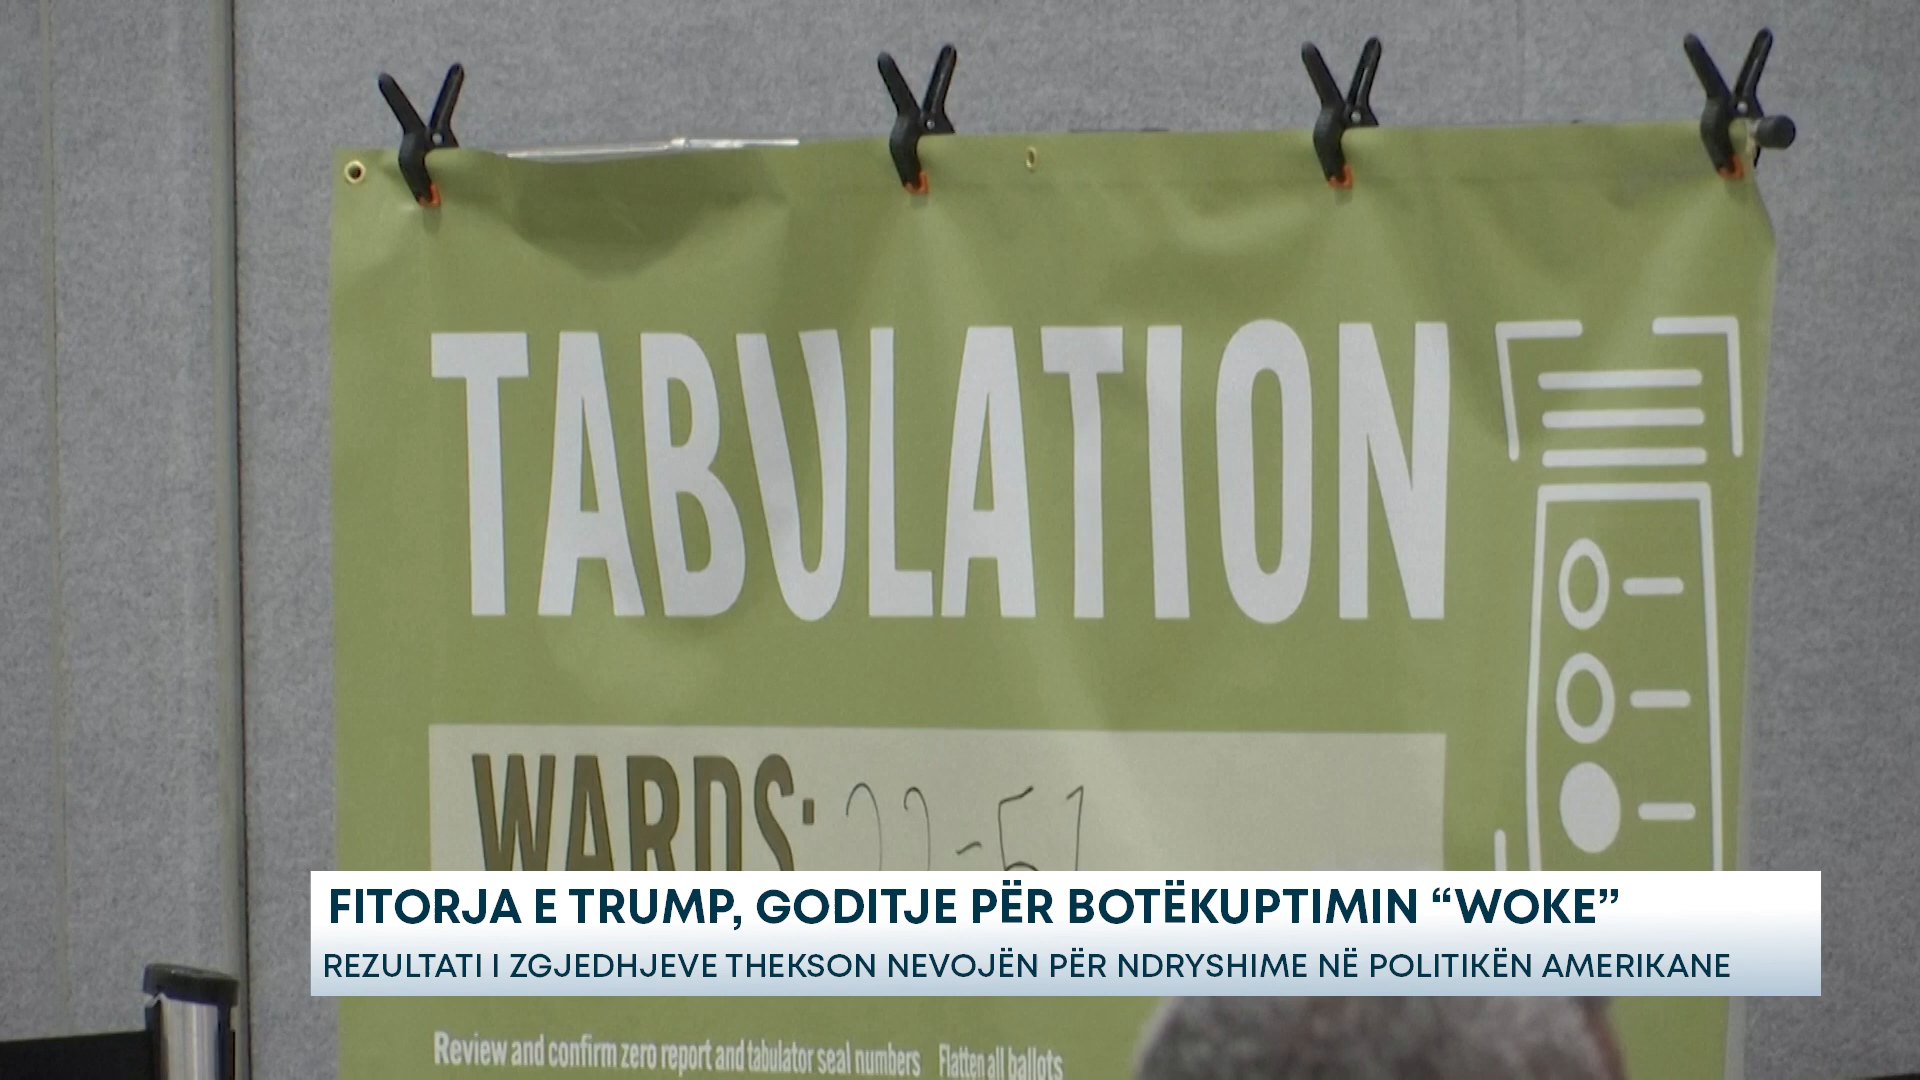 TABULATION
WARDS:
FITORJA E TRUMP, GODITJE PËR BOTËKUPTIMIN “WOKE”
REZULTATI I ZGJEDHJEVE THEKSON NEVOJËN PËR NDRYSHIME NË POLITIKËN AMERIKANE
Review and confirm zero report and tabulator seal numbers Flatten all ballots